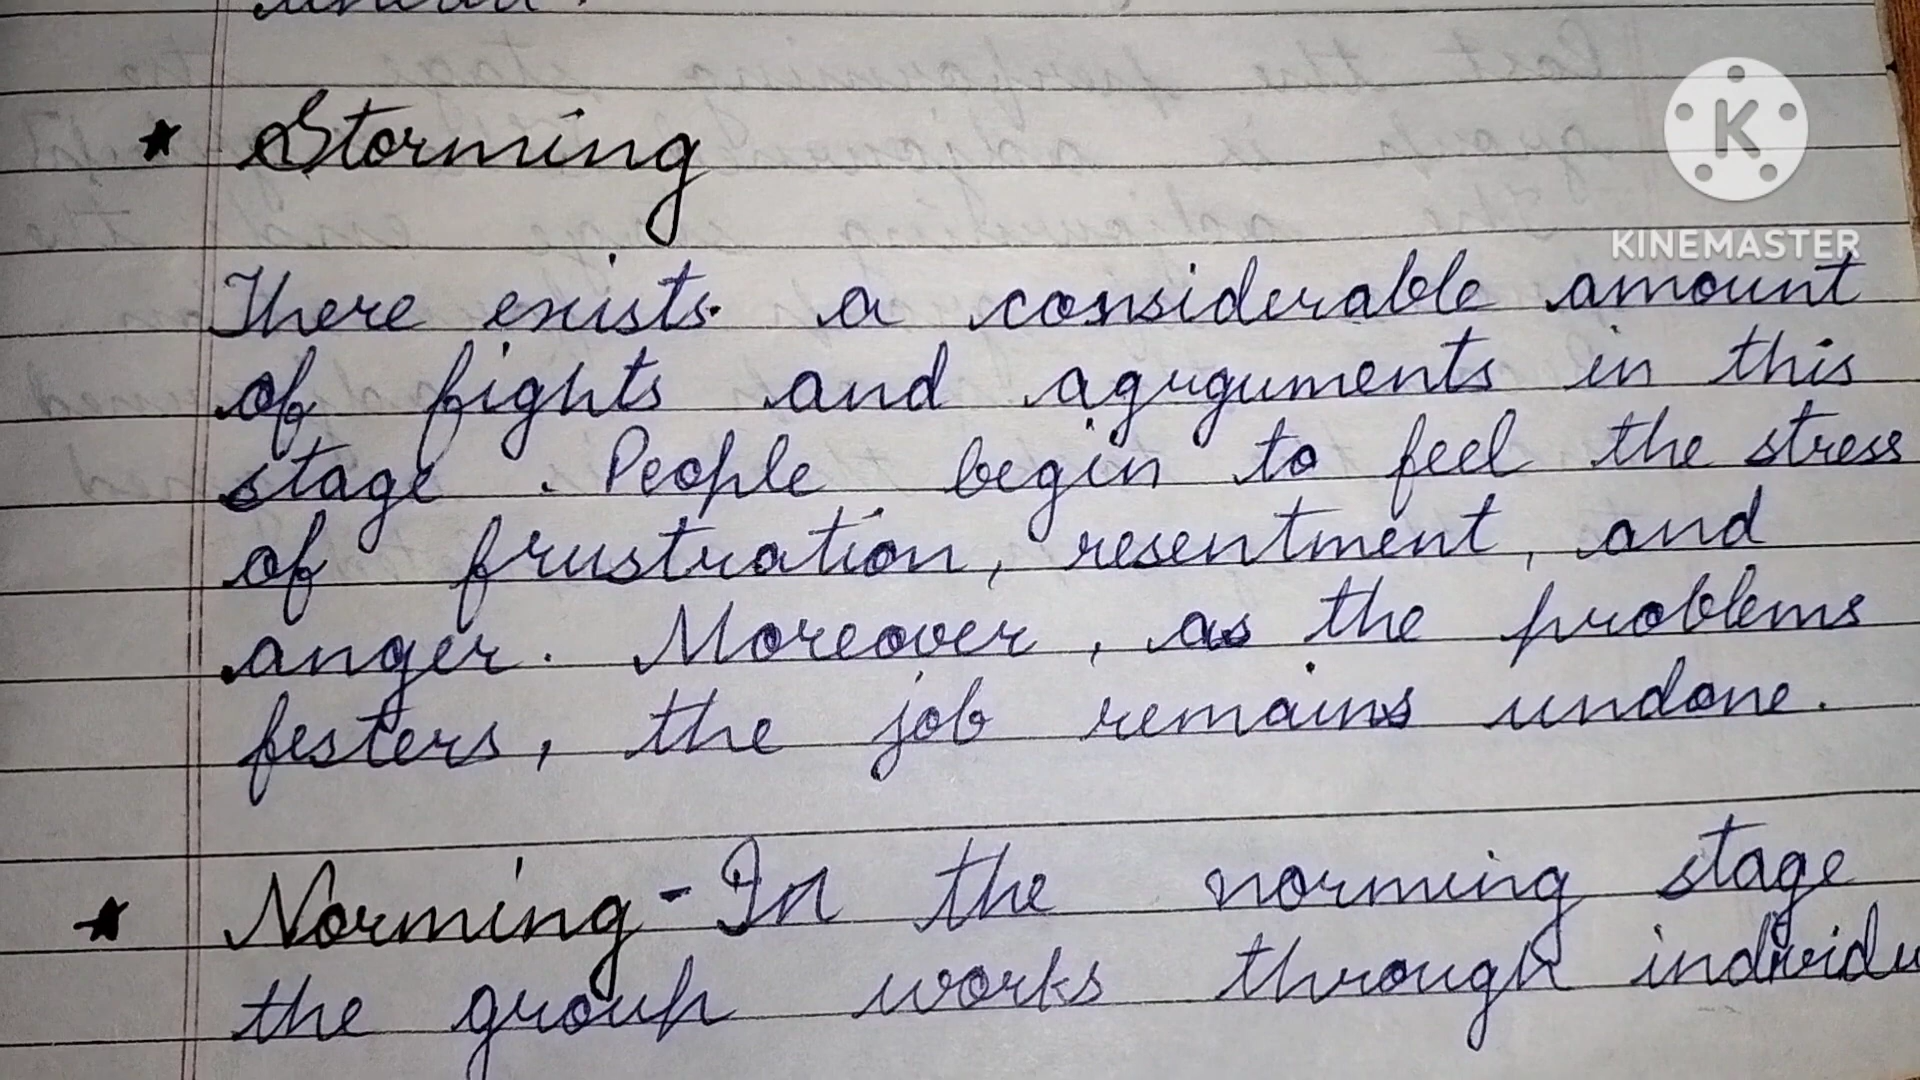 ★ Storming
There exists a considerable amount
of fights and aguguments in this
stage. People begin to feel the stress
of frustration, resentment, and
anger. Moreover, as the problems
festers, the job remains undone.
★ Norming - In the norming stage
the group works through individu
K
KINEMASTER